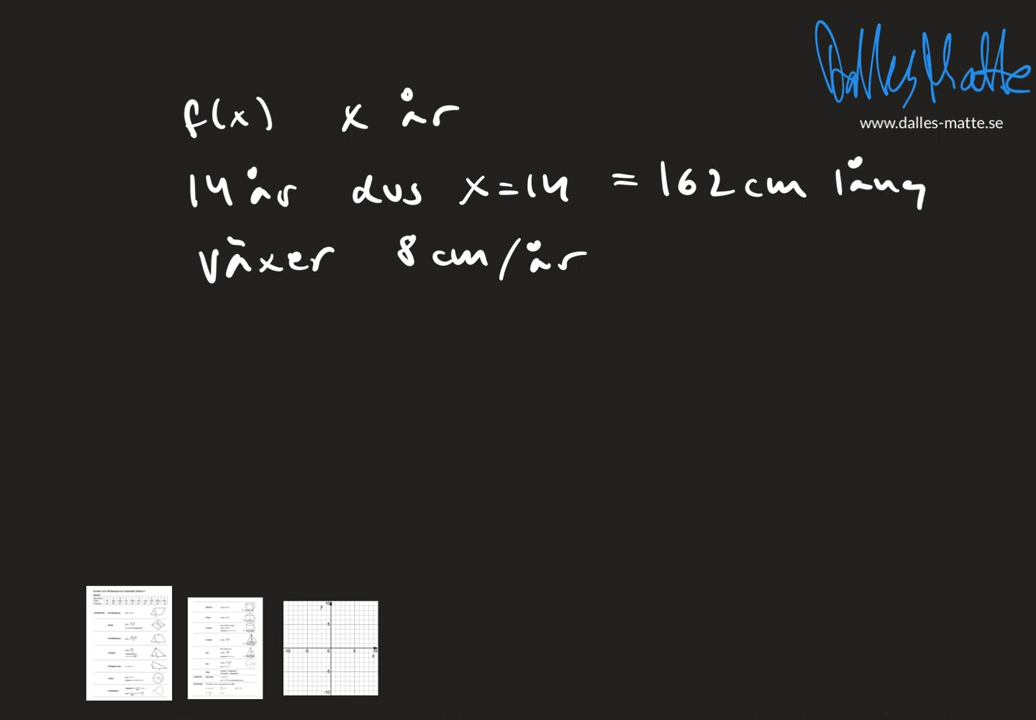 Dalles Matte
www.dalles-matte.se
f(x) x år
14 år dvs x=14 = 162 cm lång
växer 8 cm/år